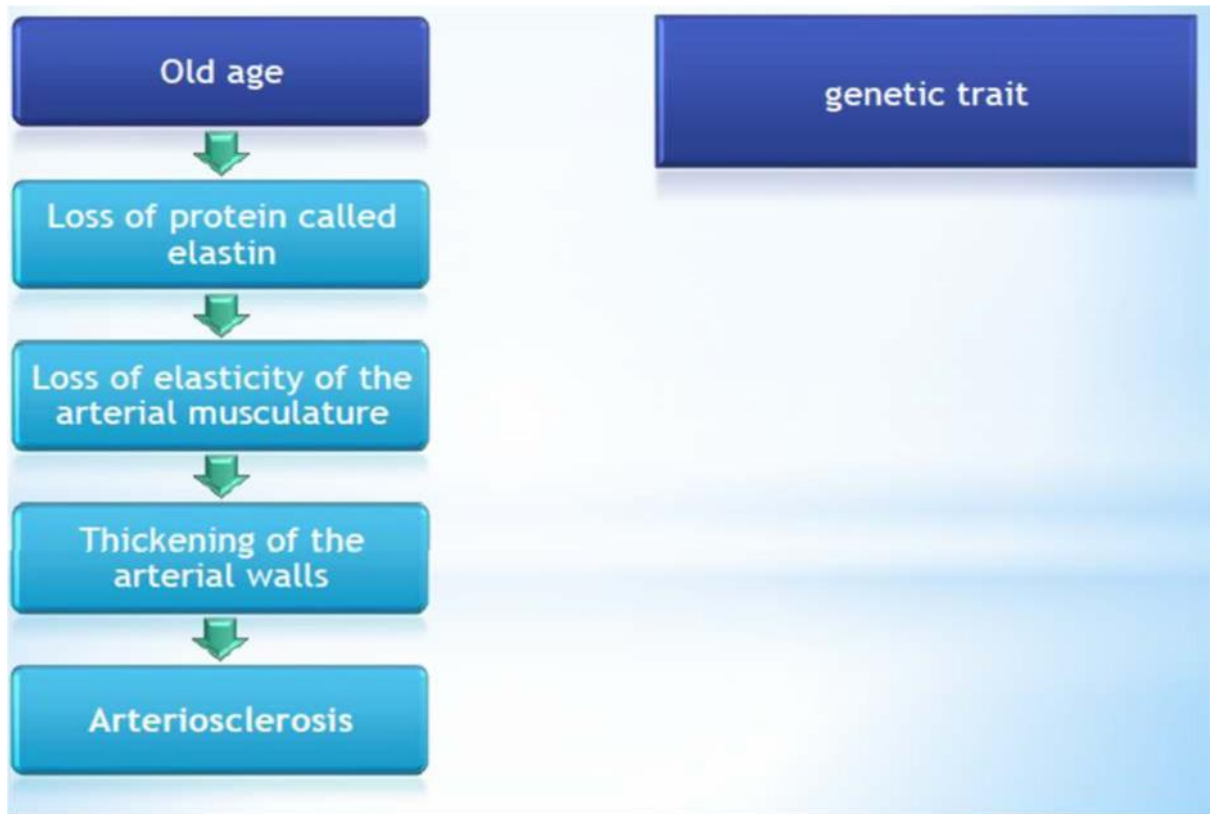 Old age
Loss of protein called
elastin
Loss of elasticity of the
arterial musculature
Thickening of the
arterial walls
Arteriosclerosis
genetic trait